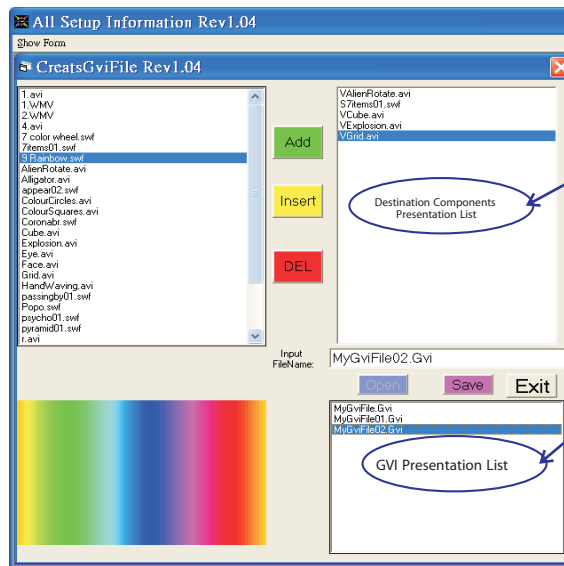 All Setup Information Rev1.04
Show Form
CreatsGviFile Rev1.04
1.avi
1.WMV
2.WMV
4.avi
7 color wheel.swf
7items01.swf
9 Rainbow.swf
AlienRotate.avi
Alligator.avi
appear02.swf
ColourCircles.avi
ColourSquares.avi
Coronabr.swf
Cube.avi
Explosion.avi
Eye.avi
Face.avi
Grid.avi
HandWaving.avi
passingby01.swf
Popo.swf
psycho01.swf
pyramid01.swf
r.avi
Add
Insert
DEL
VAlienRotate.avi
S7items01.swf
VCube.avi
VExplosion.avi
VGrid.avi
Destination Components
Presentation List
Input
FileName:
MyGviFile02.Gvi
Open
Save
Exit
MyGviFile.Gvi
MyGviFile01.Gvi
MyGviFile02.Gvi
GVI Presentation List